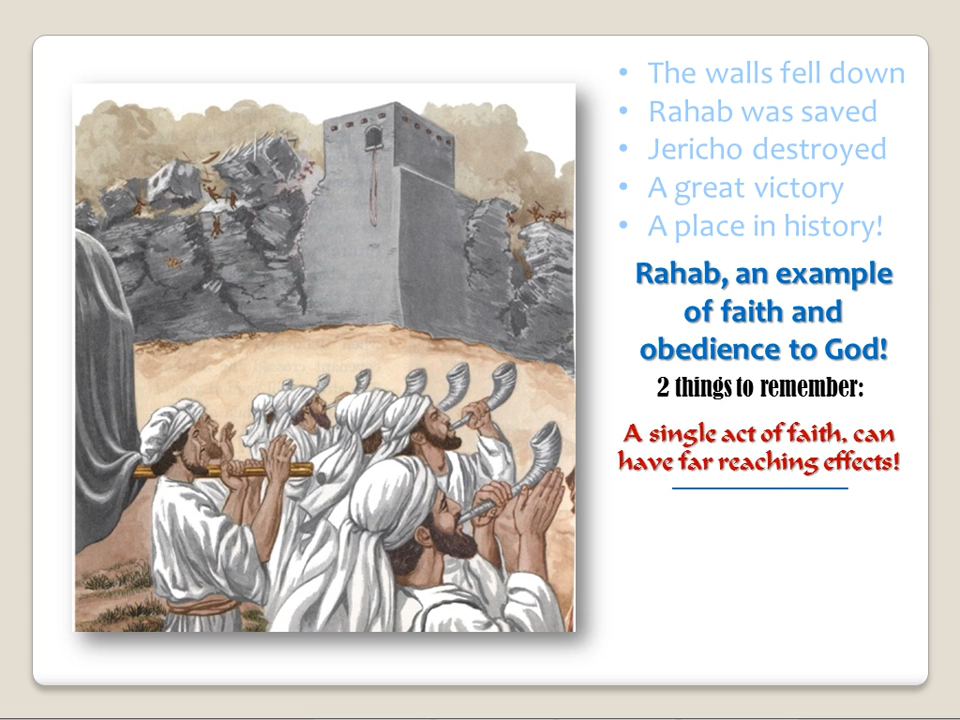 • The walls fell down
• Rahab was saved
• Jericho destroyed
• A great victory
• A place in history!
Rahab, an example
of faith and
obedience to God!
2 things to remember:
A single act of faith, can
have far reaching effects!